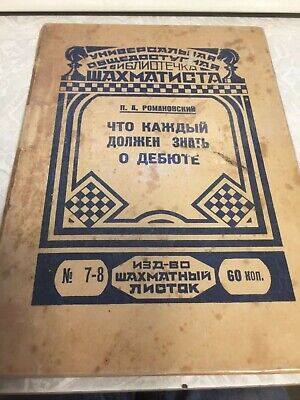 УНИВЕРСАЛЬНАЯ
ОБЩЕДОСТУПНАЯ
БИБЛИОТЕЧКА
ШАХМАТИСТА
П. А. РОМАНОВСКИЙ
ЧТО КАЖДЫЙ
ДОЛЖЕН ЗНАТЬ
О ДЕБЮТЕ
№ 7-8
ИЗД-ВО
ШАХМАТНЫЙ
ЛИСТОК
60 КОП.